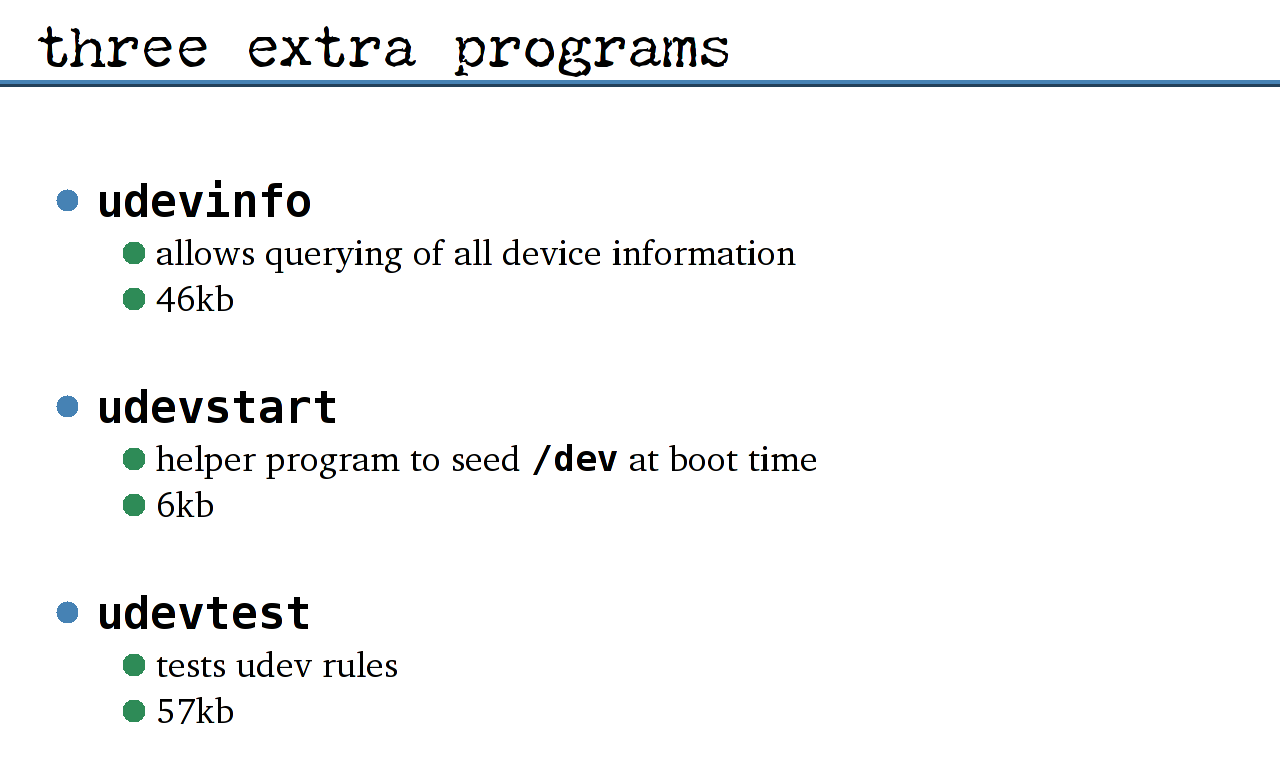 three extra programs
udevinfo
allows querying of all device information
46kb
udevstart
helper program to seed /dev at boot time
6kb
udevtest
tests udev rules
57kb